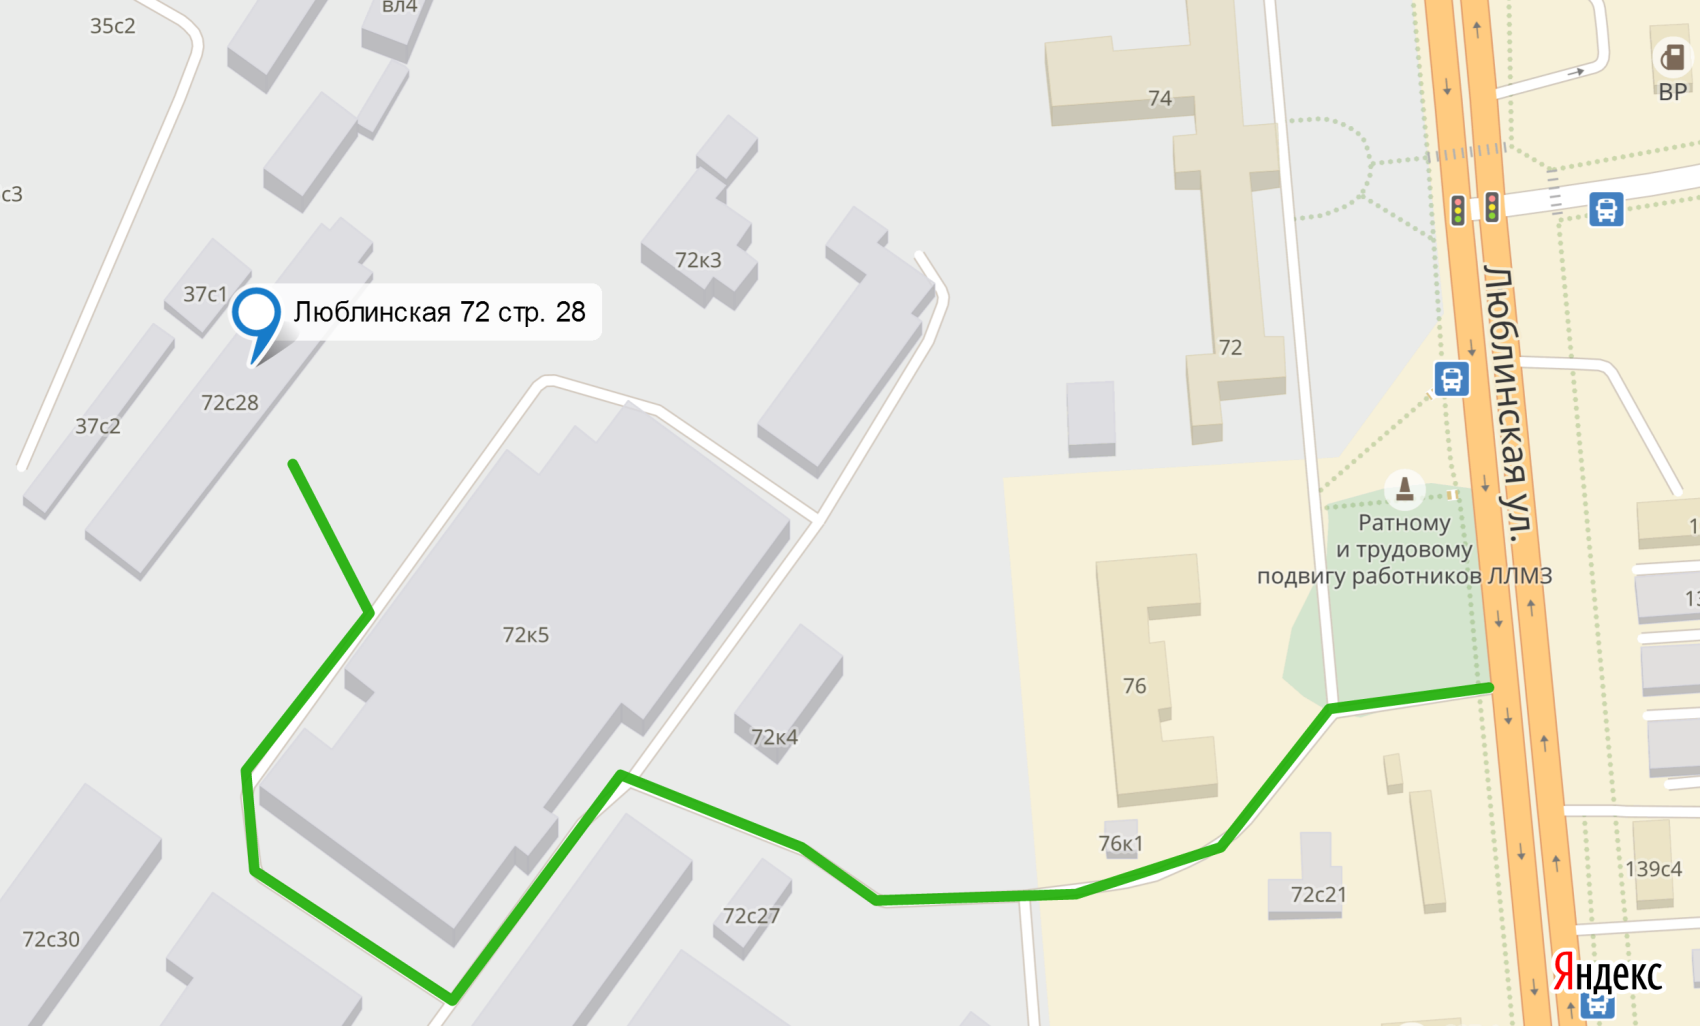 вл4
35с2
ВР
74
с3
72к3
37с1
Люблинская 72 стр. 28
72
72с28
37с2
Люблинская ул.
Ратному
и трудовому
подвигу работников ЛЛМЗ
72к5
76
72к4
76к1
139с4
72с21
72с27
72с30
Яндекс